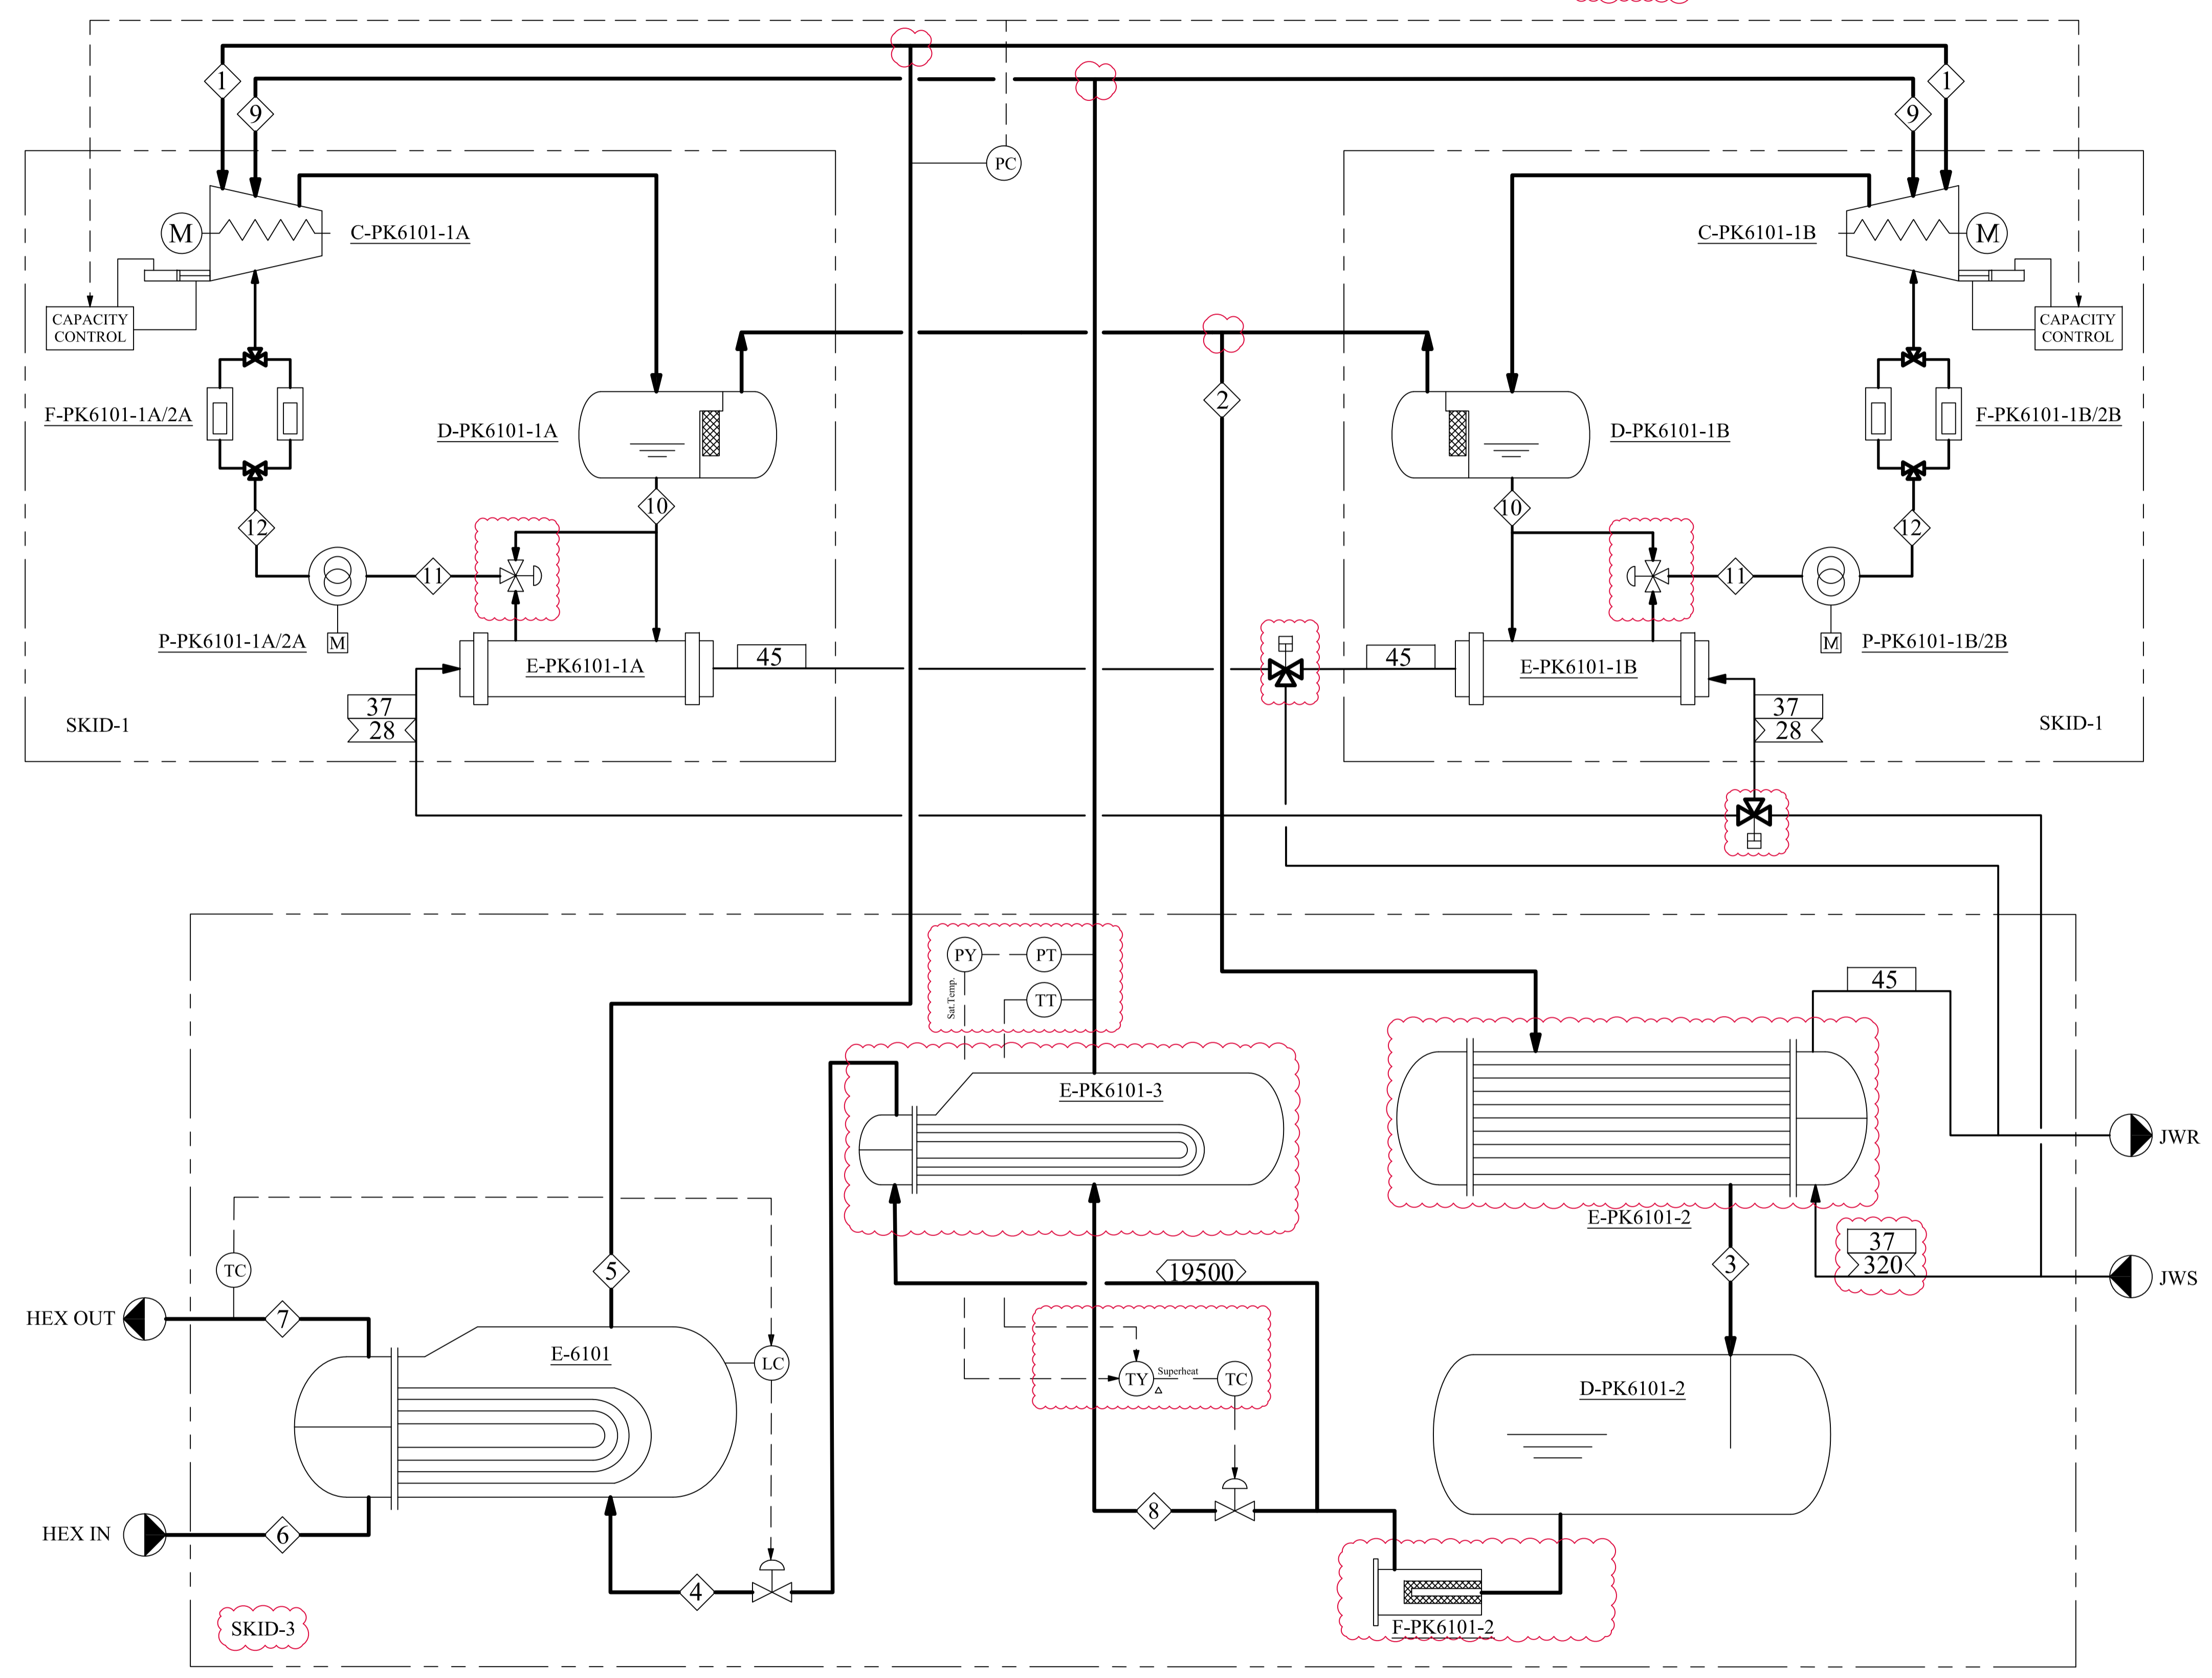 1
1
9
9
PC
M
C-PK6101-1A
C-PK6101-1B
M
CAPACITY
CONTROL
CAPACITY
CONTROL
2
F-PK6101-1A/2A
D-PK6101-1A
D-PK6101-1B
F-PK6101-1B/2B
10
10
12
12
11
11
P-PK6101-1A/2A
M
M
P-PK6101-1B/2B
E-PK6101-1A
45
45
E-PK6101-1B
37
28
37
28
SKID-1
SKID-1
PY
PT
Sat.Temp.
TT
45
E-PK6101-3
JWR
E-PK6101-2
37
320
JWS
TC
5
19500
3
HEX OUT
7
E-6101
LC
TY
Superheat
TC
D-PK6101-2
HEX IN
6
8
4
SKID-3
F-PK6101-2